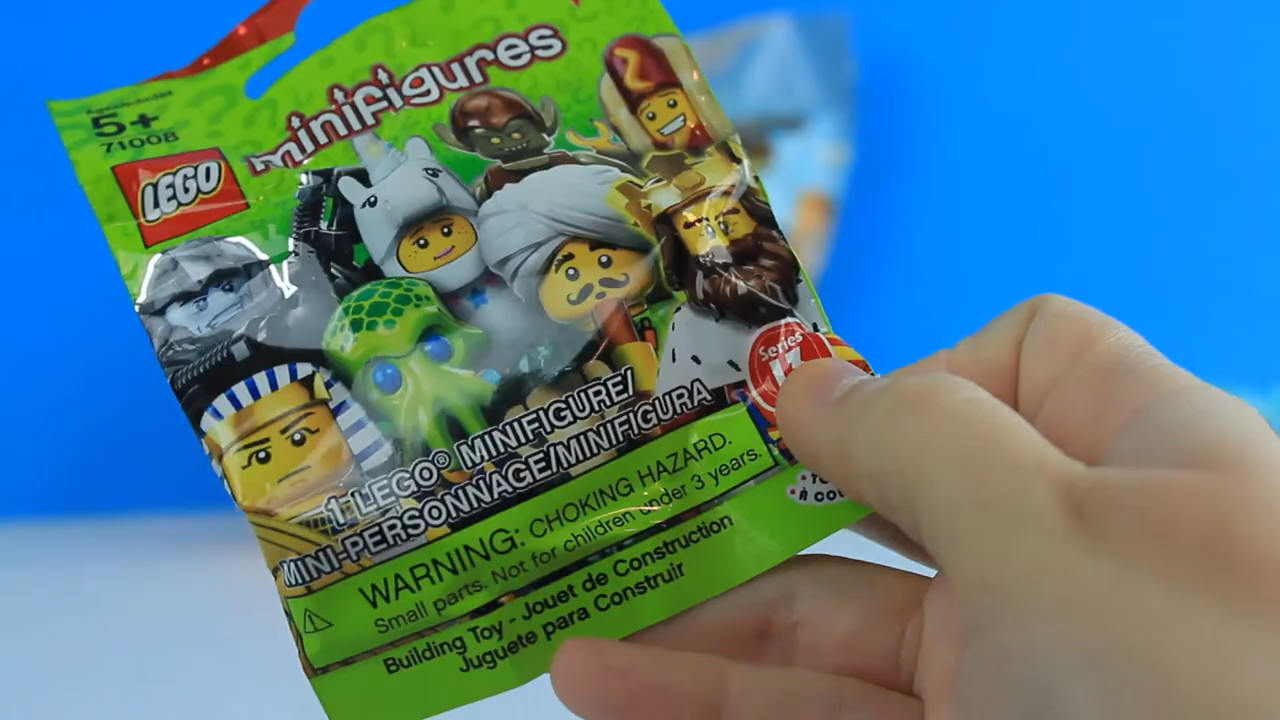 5+
71008
LEGO
minifigures
Series
1 LEGO® MINIFIGURE/
MINI-PERSONNAGE/MINIFIGURA
WARNING: CHOKING HAZARD.
Small parts. Not for children under 3 years.
Building Toy - Jouet de Construction
Juguete para Construir